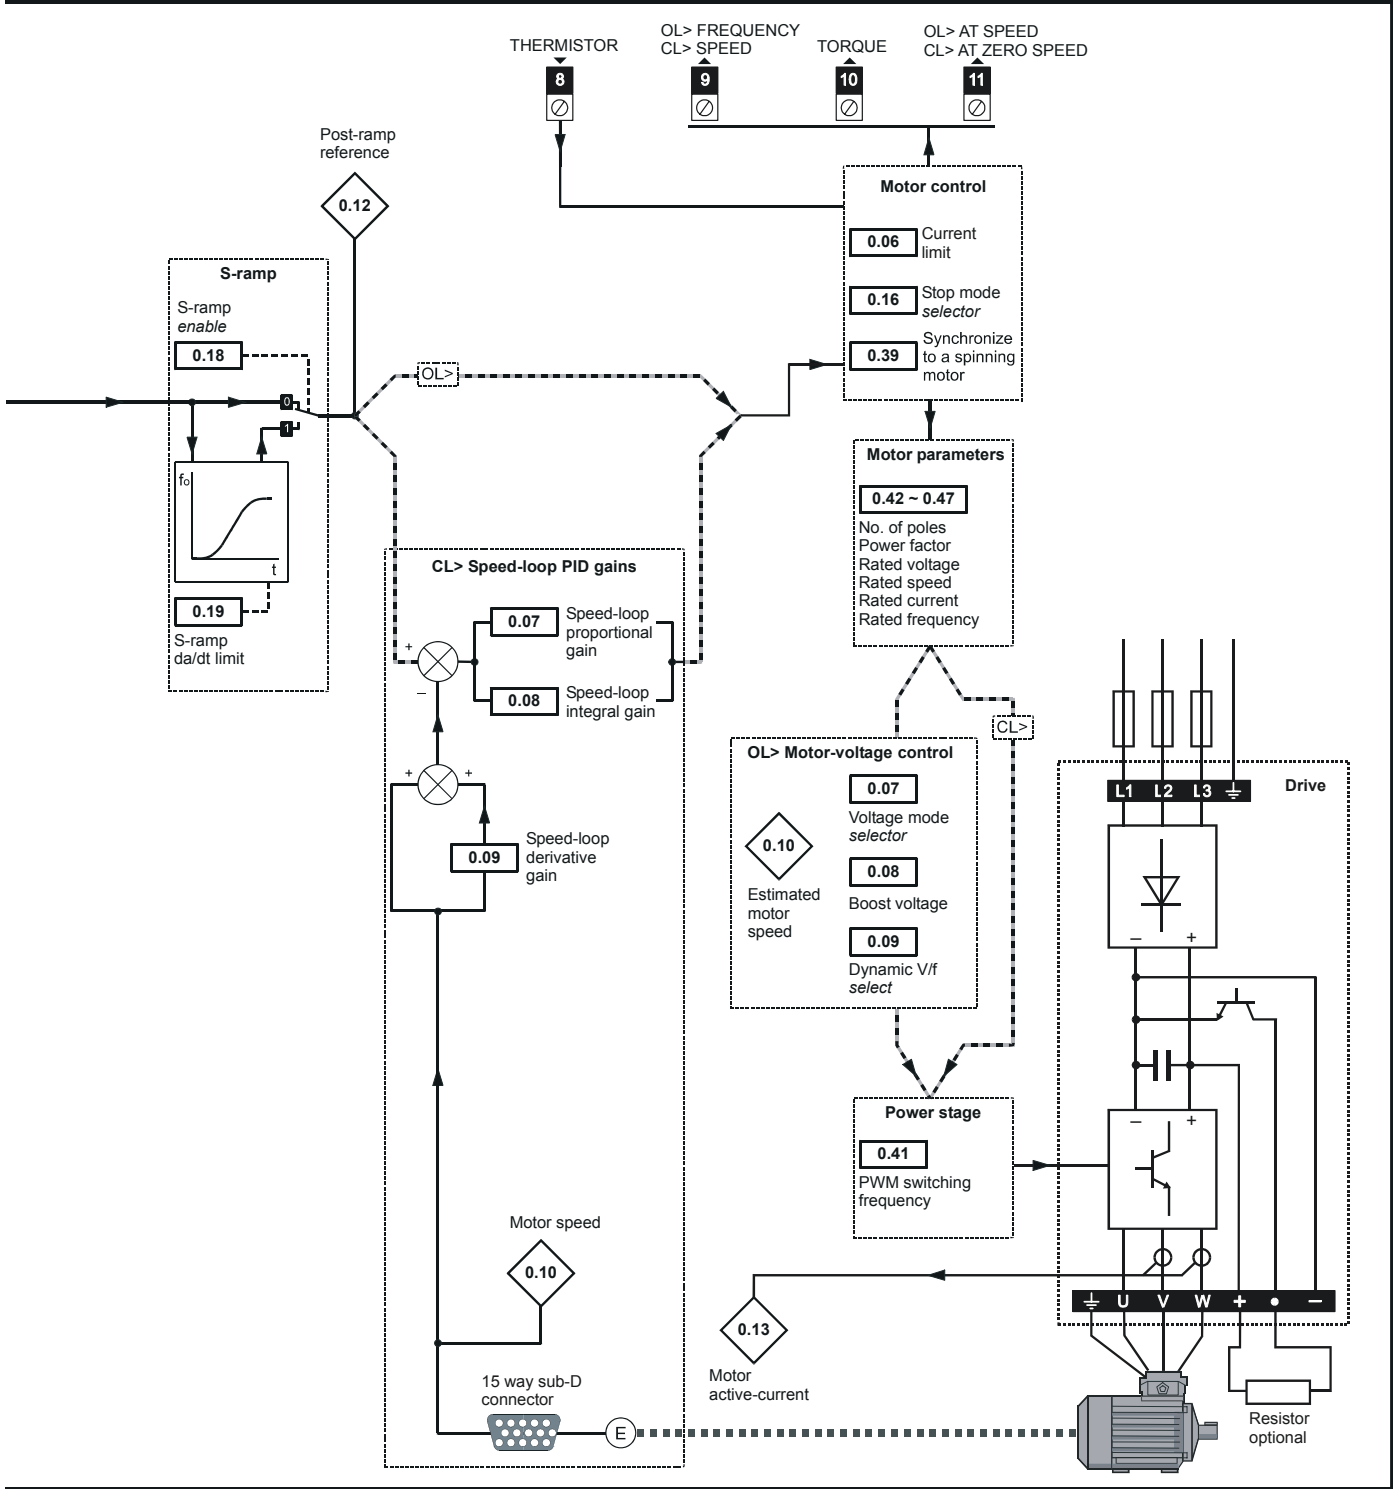 THERMISTOR
8
OL> FREQUENCY
CL> SPEED
9
TORQUE
10
OL> AT SPEED
CL> AT ZERO SPEED
11
Post-ramp
reference
0.12
Motor control
0.06
Current
limit
0.16
Stop mode
selector
0.39
Synchronize
to a spinning
motor
S-ramp
S-ramp
enable
0.18
0
1
fo
t
0.19
S-ramp
da/dt limit
OL>
Motor parameters
0.42 ~ 0.47
No. of poles
Power factor
Rated voltage
Rated speed
Rated current
Rated frequency
CL> Speed-loop PID gains
0.07
Speed-loop
proportional
gain
+
–
0.08
Speed-loop
integral gain
+
+
0.09
Speed-loop
derivative
gain
CL>
OL> Motor-voltage control
0.07
Voltage mode
selector
0.10
Estimated
motor
speed
0.08
Boost voltage
0.09
Dynamic V/f
select
Drive
L1 L2 L3
– +
– +
Power stage
0.41
PWM switching
frequency
Motor speed
0.10
U V W + –
0.13
Motor
active-current
15 way sub-D
connector
E
Resistor
optional